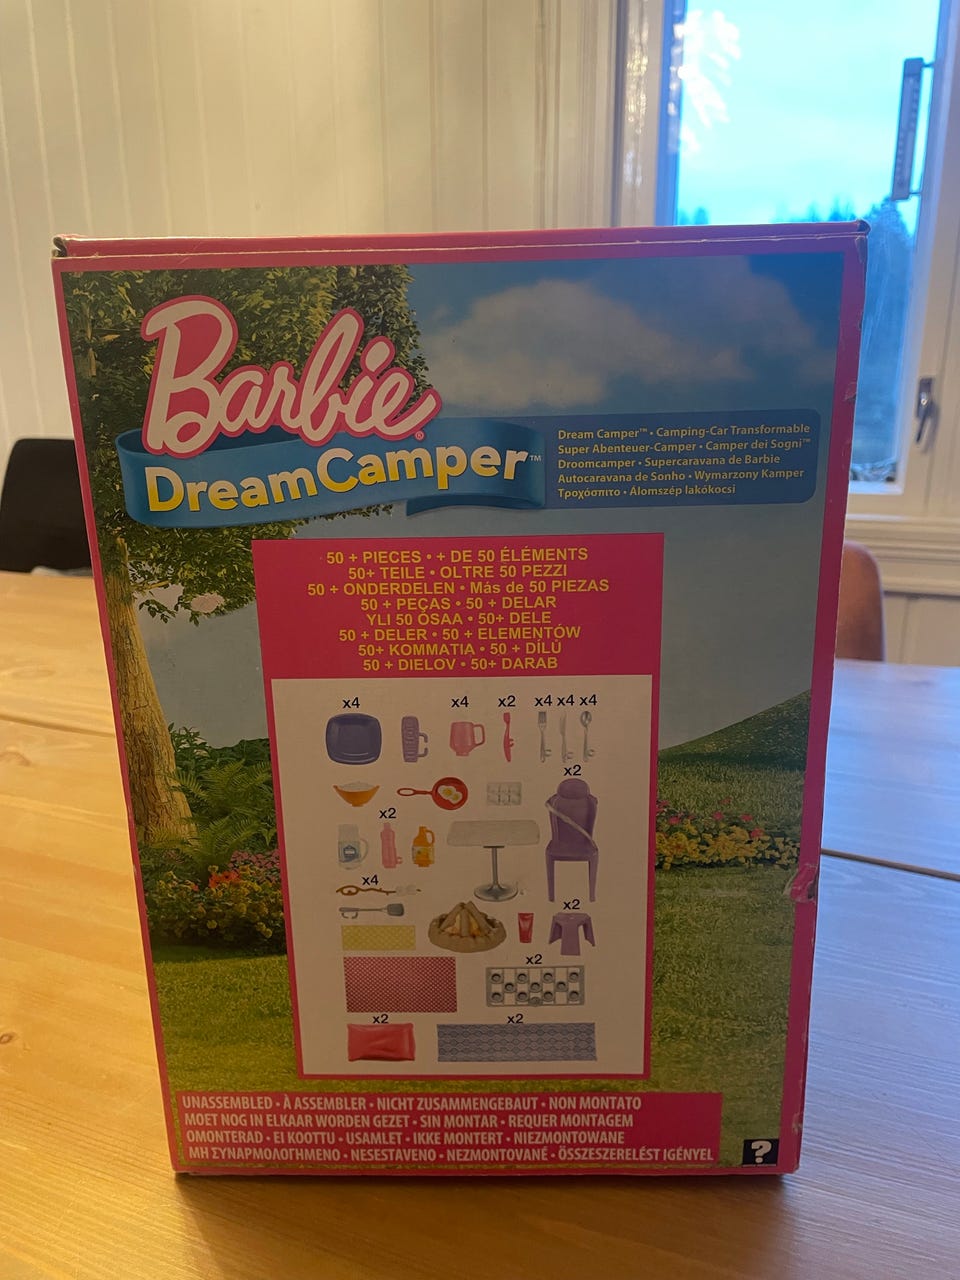 Barbie®
DreamCamper™
Dream Camper™ • Camping-Car Transformable
Super Abenteuer-Camper • Camper dei Sogni™
Droomcamper • Supercaravana de Barbie
Autocaravana de Sonho • Wymarzony Kamper
Τροχόσπιτο • Álomszép lakókocsi
50 + PIECES • + DE 50 ÉLÉMENTS
50+ TEILE • OLTRE 50 PEZZI
50 + ONDERDELEN • Más de 50 PIEZAS
50 + PEÇAS • 50 + DELAR
YLI 50 OSAA • 50+ DELE
50 + DELER • 50 + ELEMENTÓW
50+ KOMMATIA • 50 + DÍLŮ
50 + DIELOV • 50+ DARAB
x4 x4 x2 x4 x4 x4
x2
x2
x4
x2
x2
x2 x2
UNASSEMBLED • À ASSEMBLER • NICHT ZUSAMMENGEBAUT • NON MONTATO
MOET NOG IN ELKAAR WORDEN GEZET • SIN MONTAR • REQUER MONTAGEM
OMONTERAD • EI KOOTTU • USAMLET • IKKE MONTERT • NIEZMONTOWANE
ΜΗ ΣΥΝΑΡΜΟΛΟΓΗΜΕΝΟ • NESESTAVENO • NEZMONTOVANÉ • ÖSSZESZERELÉST IGÉNYEL
?